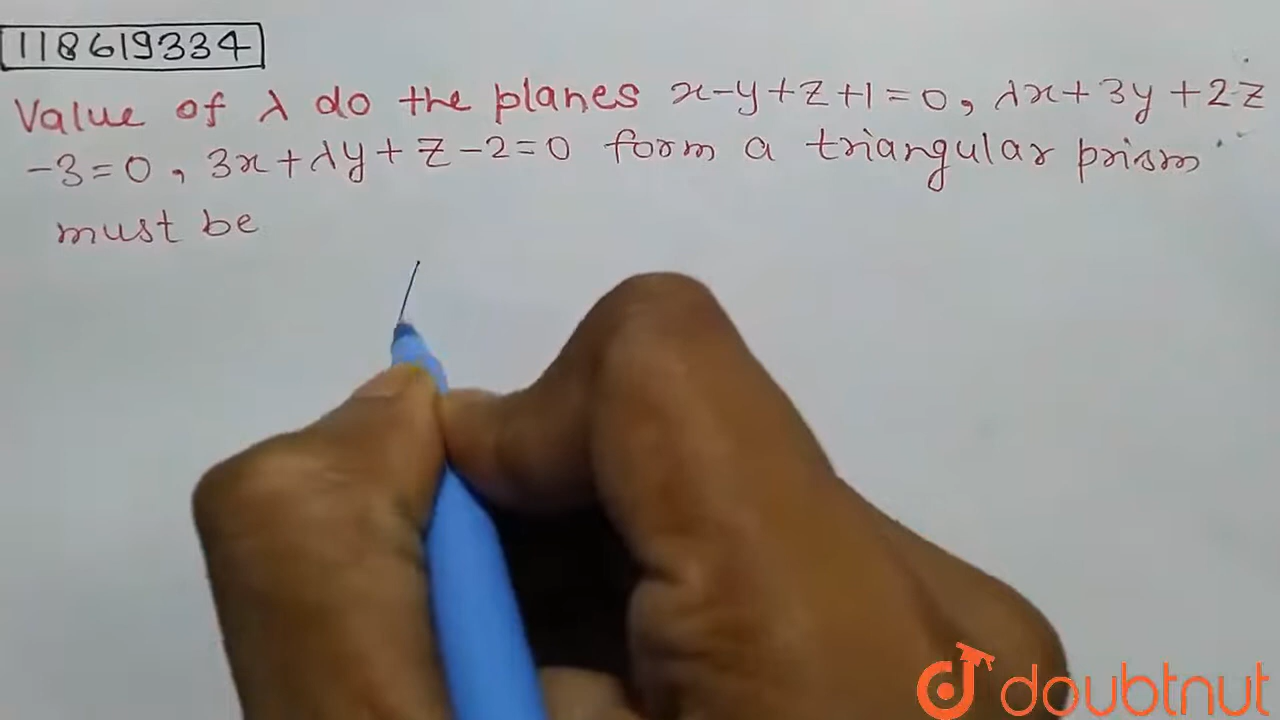 118619334
Value of λ do the planes x-y+z+1=0, λx+3y+2z
-3=0, 3x+λy+z-2=0 form a triangular prism
must be
doubtnut